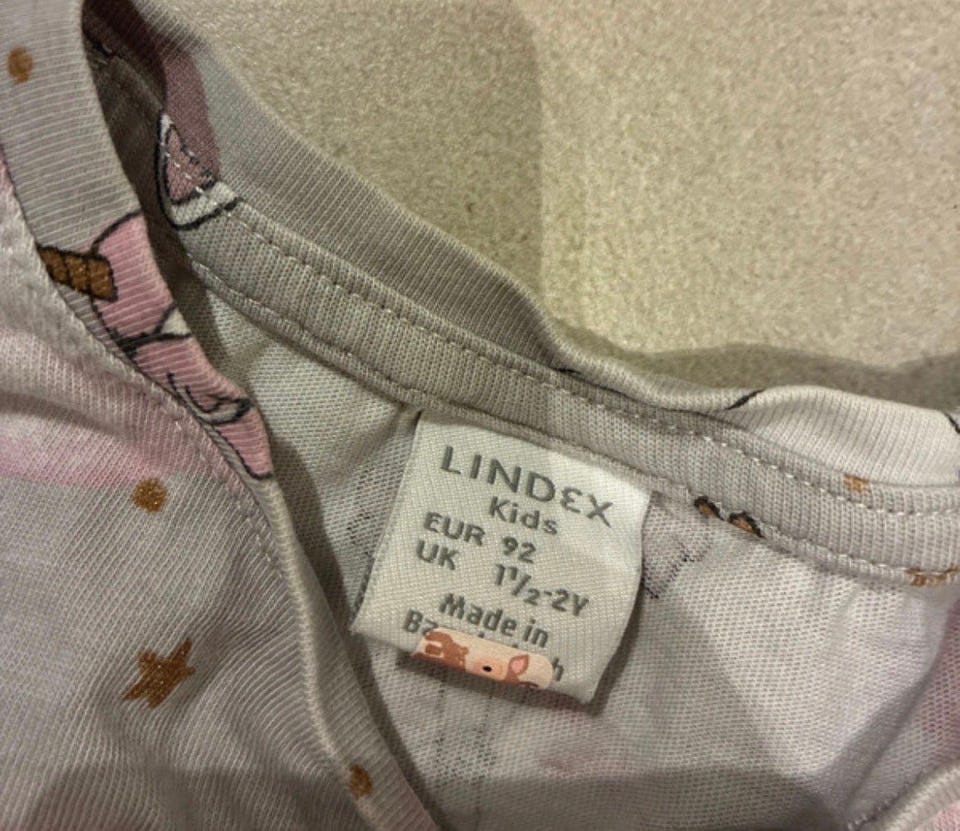 LINDEX
Kids
EUR 92
UK 1½-2Y
Made in